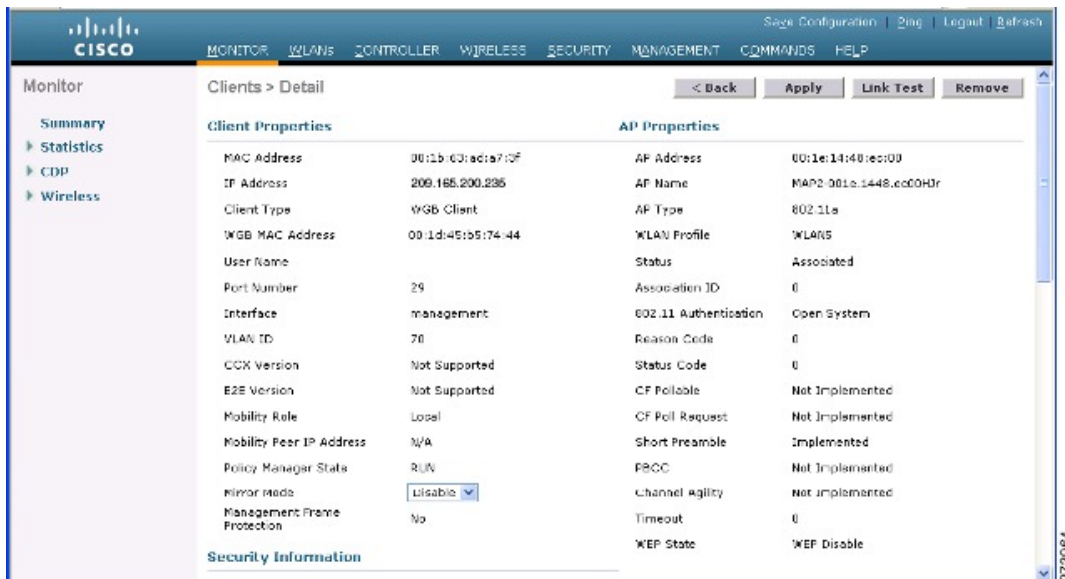 Save Configuration | Ping | Logout | Refresh
CISCO
MONITOR WLANs CONTROLLER WIRELESS SECURITY MANAGEMENT COMMANDS HELP
Monitor
Summary
Statistics
CDP
Wireless
Clients > Detail
< Back Apply Link Test Remove
Client Properties
MAC Address 00:1b:63:ad:a7:3f
IP Address 209.165.200.235
Client Type WGB Client
WGB MAC Address 00:1d:45:b5:74:44
User Name
Port Number 29
Interface management
VLAN ID 70
CCX Version Not Supported
E2E Version Not Supported
Mobility Role Local
Mobility Peer IP Address N/A
Policy Manager State RUN
Mirror Mode Disable
Management Frame
Protection No
Security Information
AP Properties
AP Address 00:1e:14:48:ec:00
AP Name
AP Type 802.11a
WLAN Profile WLAN5
Status Associated
Association ID 0
802.11 Authentication Open System
Reason Code 0
Status Code 0
CF Pollable Not Implemented
CF Poll Request Not Implemented
Short Preamble Implemented
PBCC Not Implemented
Channel Agility Not Implemented
Timeout 0
WEP State WEP Disable